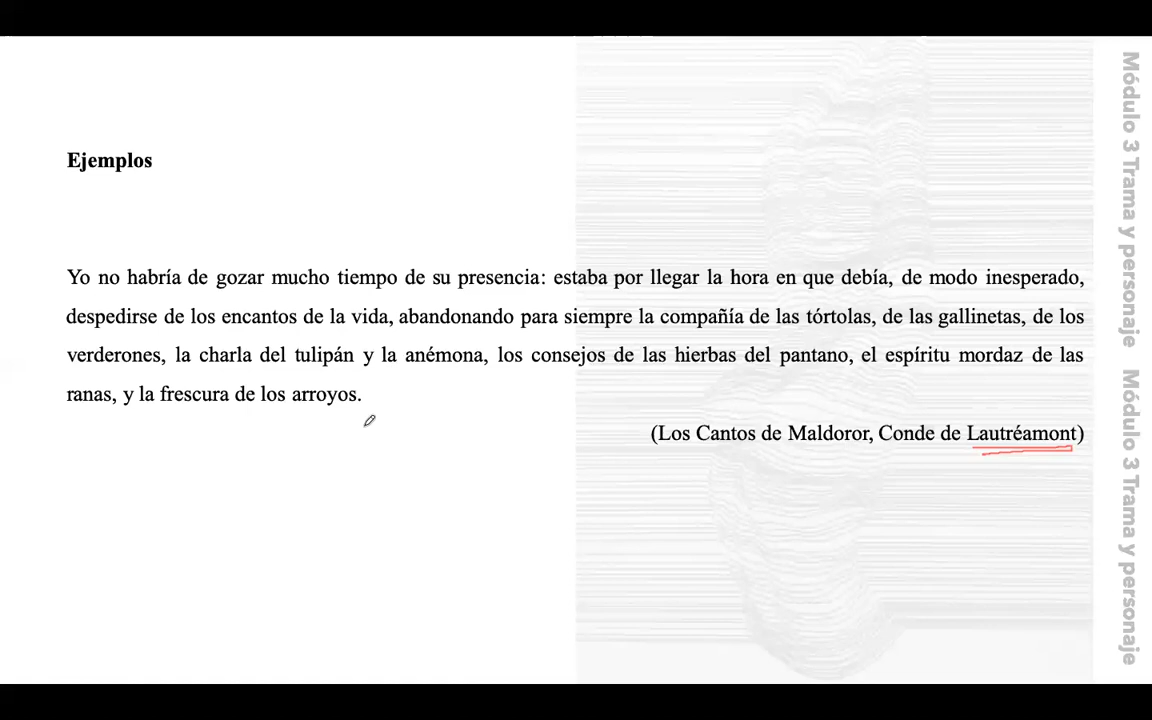 Ejemplos
Yo no habría de gozar mucho tiempo de su presencia: estaba por llegar la hora en que debía, de modo inesperado,
despedirse de los encantos de la vida, abandonando para siempre la compañía de las tórtolas, de las gallinetas, de los
verderones, la charla del tulipán y la anémona, los consejos de las hierbas del pantano, el espíritu mordaz de las
ranas, y la frescura de los arroyos.
(Los Cantos de Maldoror, Conde de Lautréamont)
Módulo 3 Trama y personaje
Módulo 3 Trama y personaje